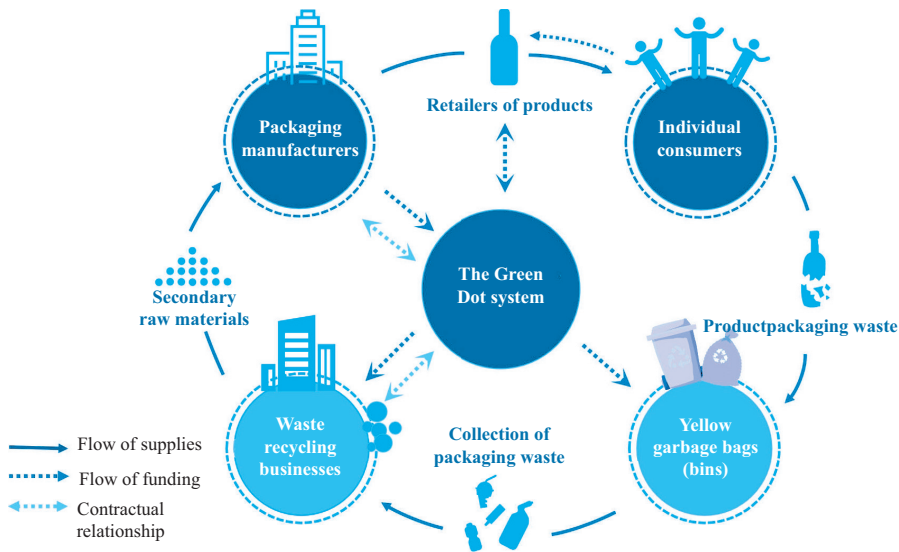 Retailers of products
Packaging
manufacturers
Individual
consumers
The Green
Dot system
Secondary
raw materials
Productpackaging waste
Waste
recycling
businesses
Collection of
packaging waste
Yellow
garbage bags
(bins)
Flow of supplies
Flow of funding
Contractual
relationship